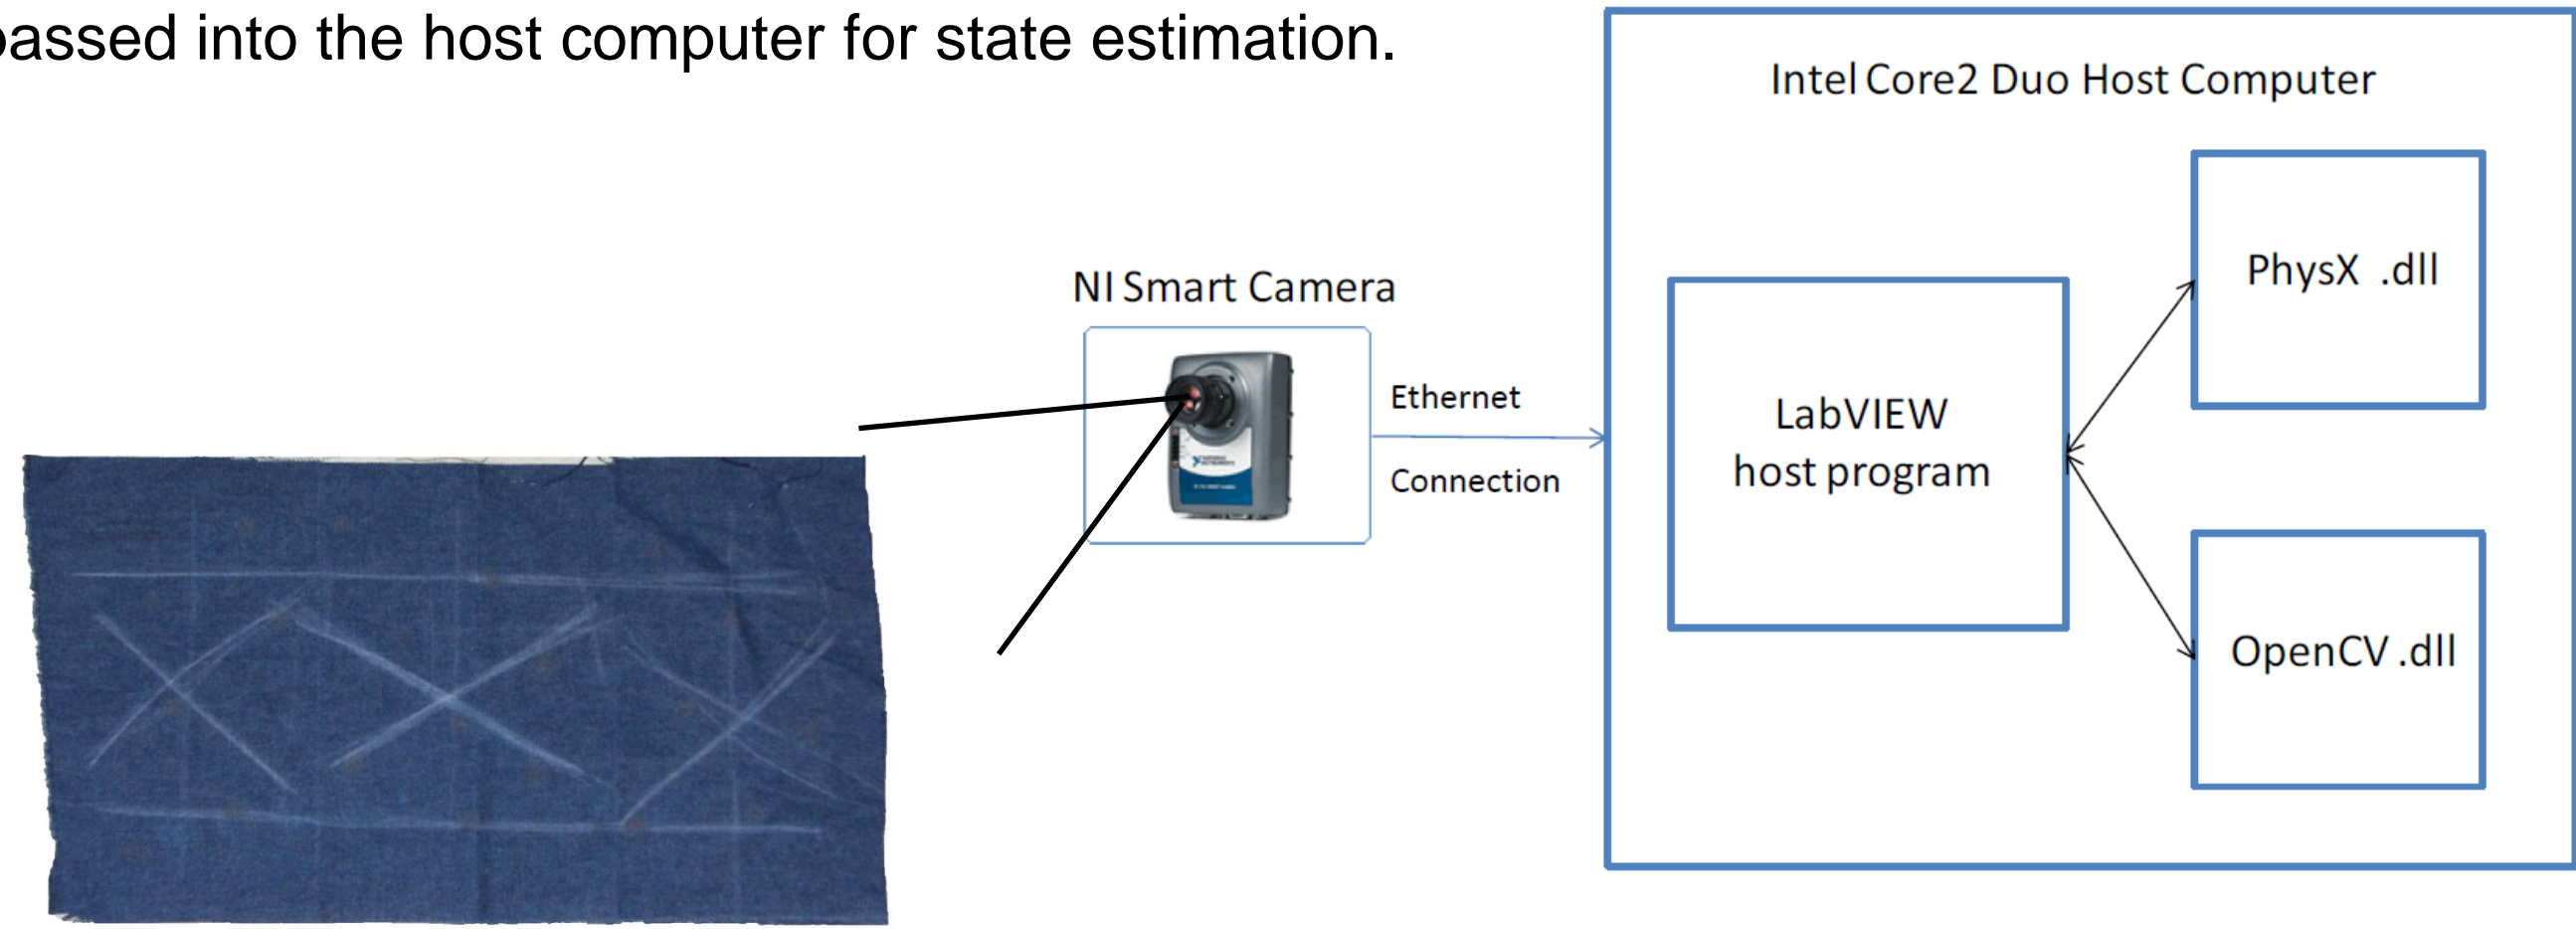 passed into the host computer for state estimation.
Intel Core2 Duo Host Computer
PhysX .dll
NI Smart Camera
Ethernet
Connection
LabVIEW
host program
OpenCV .dll